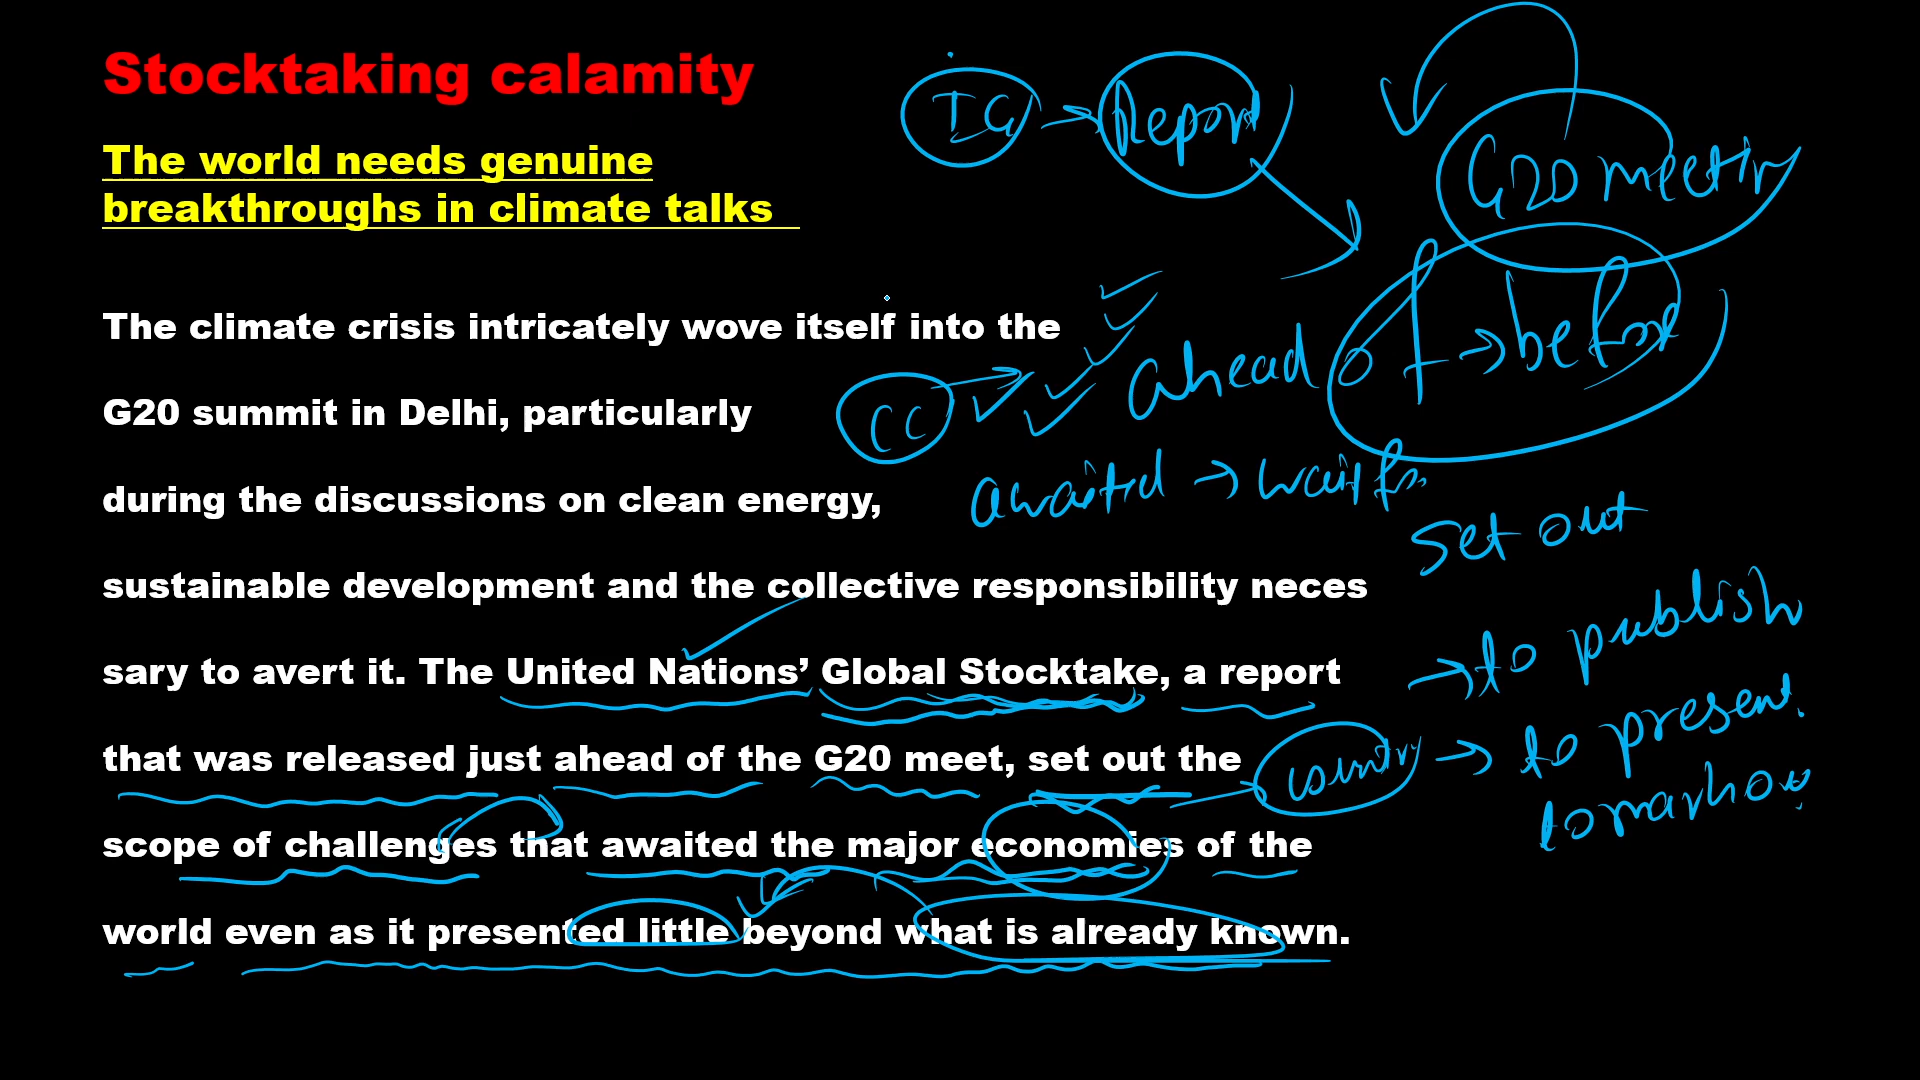 Stocktaking calamity
The world needs genuine
breakthroughs in climate talks
The climate crisis intricately wove itself into the
G20 summit in Delhi, particularly
during the discussions on clean energy,
sustainable development and the collective responsibility neces
sary to avert it. The United Nations’ Global Stocktake, a report
that was released just ahead of the G20 meet, set out the
scope of challenges that awaited the major economies of the
world even as it presented little beyond what is already known.
Report
G20 meetin
ahead of → before
CC
awaited → wait for
set out
→ to publish
country → to present